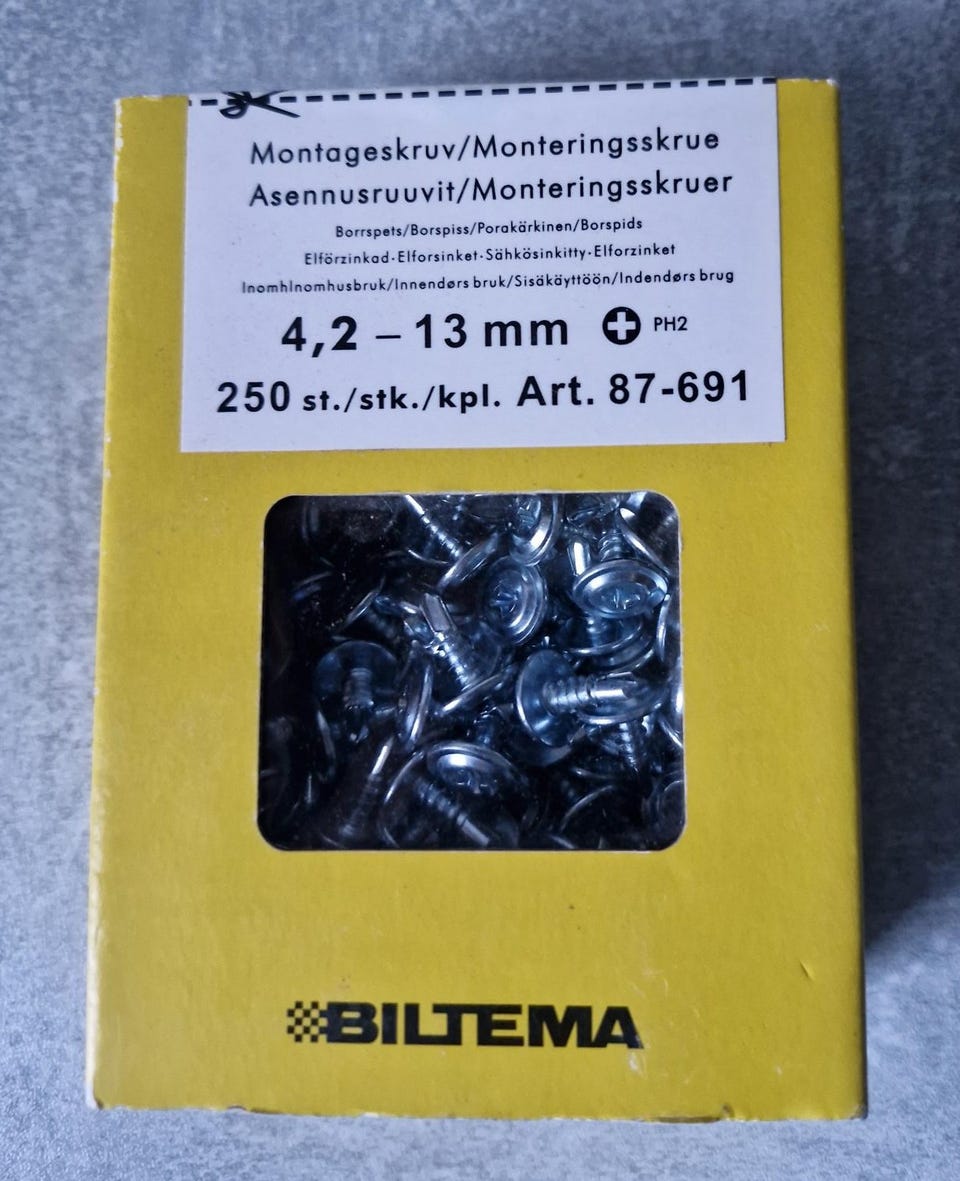 Montageskruv/Monteringsskrue
Asennusruuvit/Monteringsskruer
Borrspets/Borspiss/Porakärkinen/Borspids
Elförzinkad·Elforsinket·Sähkösinkitty·Elforzinket
InomhInomhusbruk/Innendørs bruk/Sisäkäyttöön/Indendørs brug
4,2 – 13 mm PH2
250 st./stk./kpl. Art. 87-691
BILTEMA